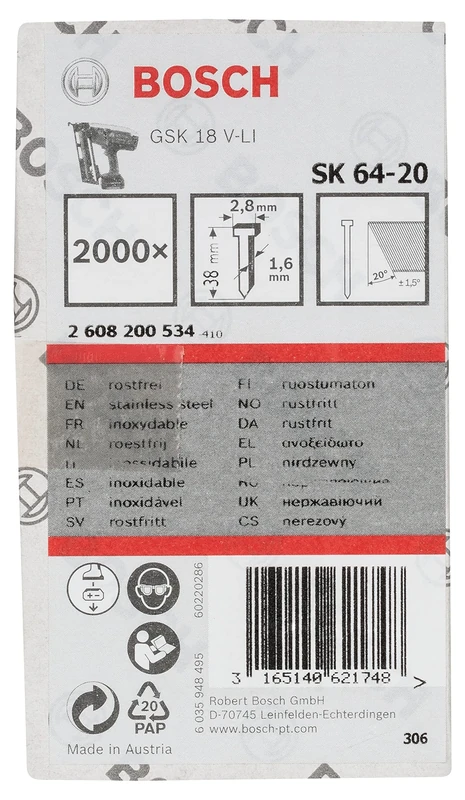 BOSCH
GSK 18 V-LI
SK 64-20
2000×
2,8 mm
38 mm
1,6 mm
20°
± 1,5°
2 608 200 534 410
DE rostfrei
EN stainless steel
FR inoxydable
NL roestfrij
ES inoxidable
PT inoxidável
SV rostfritt
FI ruostumaton
NO rustfritt
DA rustfrit
EL ανοξείδωτο
PL nirdzewny
UK нержавіючий
CS nerezový
60220286
6 035 948 495
20
PAP
Made in Austria
3 165140 621748 >
Robert Bosch GmbH
D-70745 Leinfelden-Echterdingen
www.bosch-pt.com
306